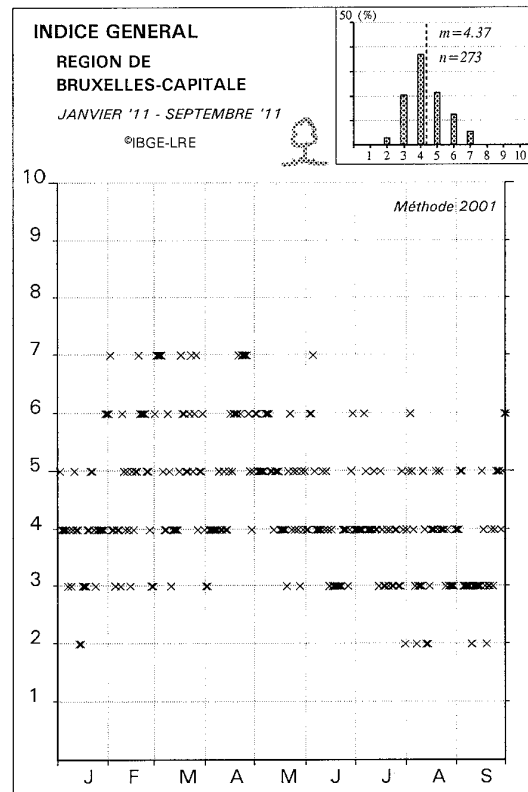 INDICE GENERAL
REGION DE
BRUXELLES-CAPITALE
JANVIER '11 - SEPTEMBRE '11
©IBGE-LRE
50 (%)
m=4.37
n=273
1 2 3 4 5 6 7 8 9 10
Méthode 2001
10
9
8
7
6
5
4
3
2
1
J F M A M J J A S